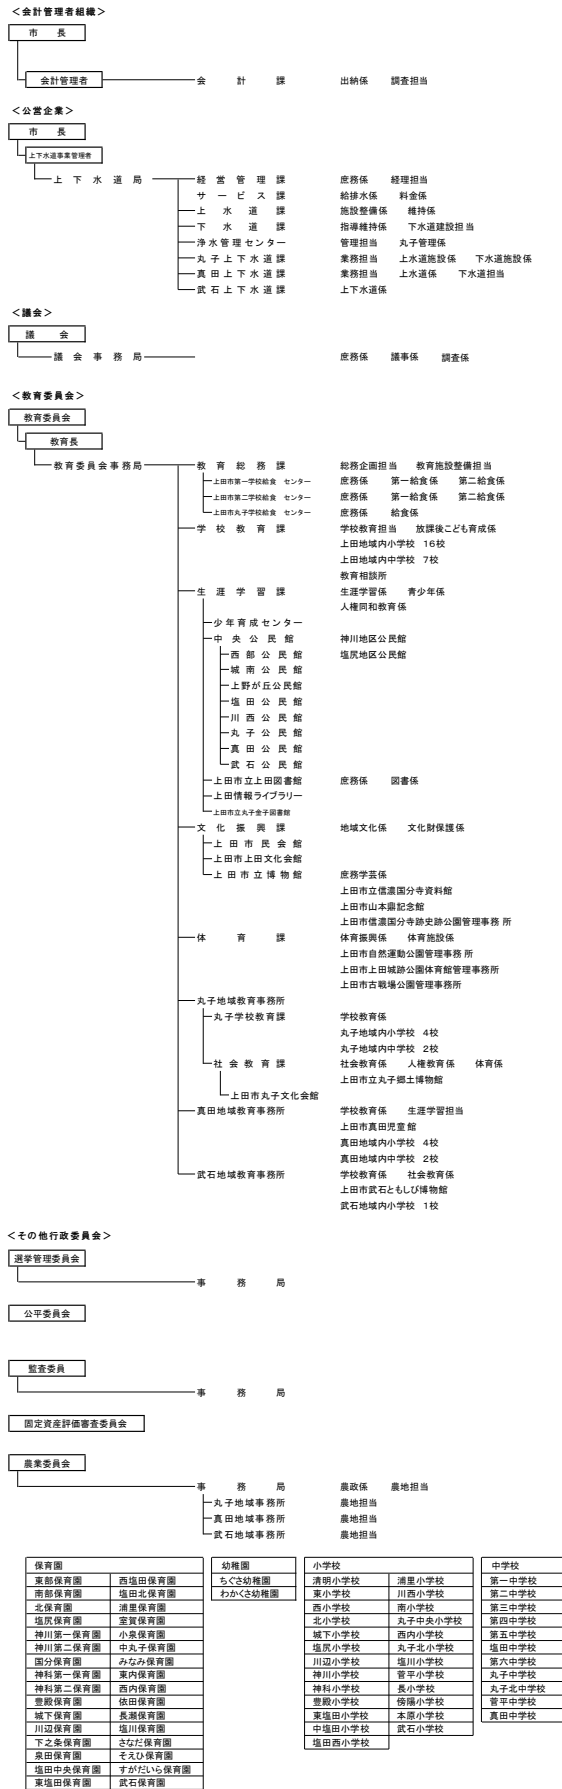 ＜会計管理者組織＞
市　長
会計管理者　会計課　出納係　調査担当
＜公営企業＞
市　長
上下水道事業管理者
上下水道局　経営管理課　庶務係　経理担当
サービス課　給排水係　料金係
上水道課　施設整備係　維持係
下水道課　指導維持係　下水道建設担当
浄水管理センター　管理担当　丸子管理係
丸子上下水道課　業務担当　上水道施設係　下水道施設係
真田上下水道課　業務担当　上水道係　下水道担当
武石上下水道課　上下水道係
＜議会＞
議　会
議会事務局　庶務係　議事係　調査係
＜教育委員会＞
教育委員会
教育長
教育委員会事務局　教育総務課　総務企画担当　教育施設整備担当
上田市第一学校給食 センター　庶務係　第一給食係　第二給食係
上田市第二学校給食 センター　庶務係　第一給食係　第二給食係
上田市丸子学校給食 センター　庶務係　給食係
学校教育課　学校教育担当　放課後こども育成係
上田地域内小学校　16校
上田地域内中学校　7校
教育相談所
生涯学習課　生涯学習係　青少年係
人権同和教育係
少年育成センター
中央公民館　神川地区公民館
西部公民館　塩尻地区公民館
城南公民館
上野が丘公民館
塩田公民館
川西公民館
丸子公民館
真田公民館
武石公民館
上田市立上田図書館　庶務係　図書係
上田情報ライブラリー
上田市立丸子金子図書館
文化振興課　地域文化係　文化財保護係
上田市民会館
上田市上田文化会館
上田市立博物館　庶務学芸係
上田市立信濃国分寺資料館
上田市山本鼎記念館
上田市信濃国分寺跡史跡公園管理事務 所
体育課　体育振興係　体育施設係
上田市自然運動公園管理事務 所
上田市上田城跡公園体育館管理事務所
上田市古戦場公園管理事務所
丸子地域教育事務所
丸子学校教育課　学校教育係
丸子地域内小学校　4校
丸子地域内中学校　2校
社会教育課　社会教育係　人権教育係　体育係
上田市立丸子郷土博物館
上田市丸子文化会館
真田地域教育事務所　学校教育係　生涯学習担当
上田市真田児童館
真田地域内小学校　4校
真田地域内中学校　2校
武石地域教育事務所　学校教育係　社会教育係
上田市武石ともしび博物館
武石地域内小学校　1校
＜その他行政委員会＞
選挙管理委員会
事務局
公平委員会
監査委員
事務局
固定資産評価審査委員会
農業委員会
事務局　農政係　農地担当
丸子地域事務所　農地担当
真田地域事務所　農地担当
武石地域事務所　農地担当
保育園　幼稚園　小学校　中学校
東部保育園　西塩田保育園　ちぐさ幼稚園　清明小学校　浦里小学校　第一中学校
南部保育園　塩田北保育園　わかくさ幼稚園　東小学校　川西小学校　第二中学校
北保育園　浦里保育園　西小学校　南小学校　第三中学校
塩尻保育園　室賀保育園　北小学校　丸子中央小学校　第四中学校
神川第一保育園　小泉保育園　城下小学校　西内小学校　第五中学校
神川第二保育園　中丸子保育園　塩尻小学校　丸子北小学校　塩田中学校
国分保育園　みなみ保育園　川辺小学校　塩川小学校　第六中学校
神科第一保育園　東内保育園　神川小学校　菅平小学校　丸子中学校
神科第二保育園　西内保育園　神科小学校　長小学校　丸子北中学校
豊殿保育園　依田保育園　豊殿小学校　傍陽小学校　菅平中学校
城下保育園　長瀬保育園　東塩田小学校　本原小学校　真田中学校
川辺保育園　塩川保育園　中塩田小学校　武石小学校
下之条保育園　さなだ保育園　塩田西小学校
泉田保育園　そえひ保育園
塩田中央保育園　すがだいら保育園
東塩田保育園　武石保育園